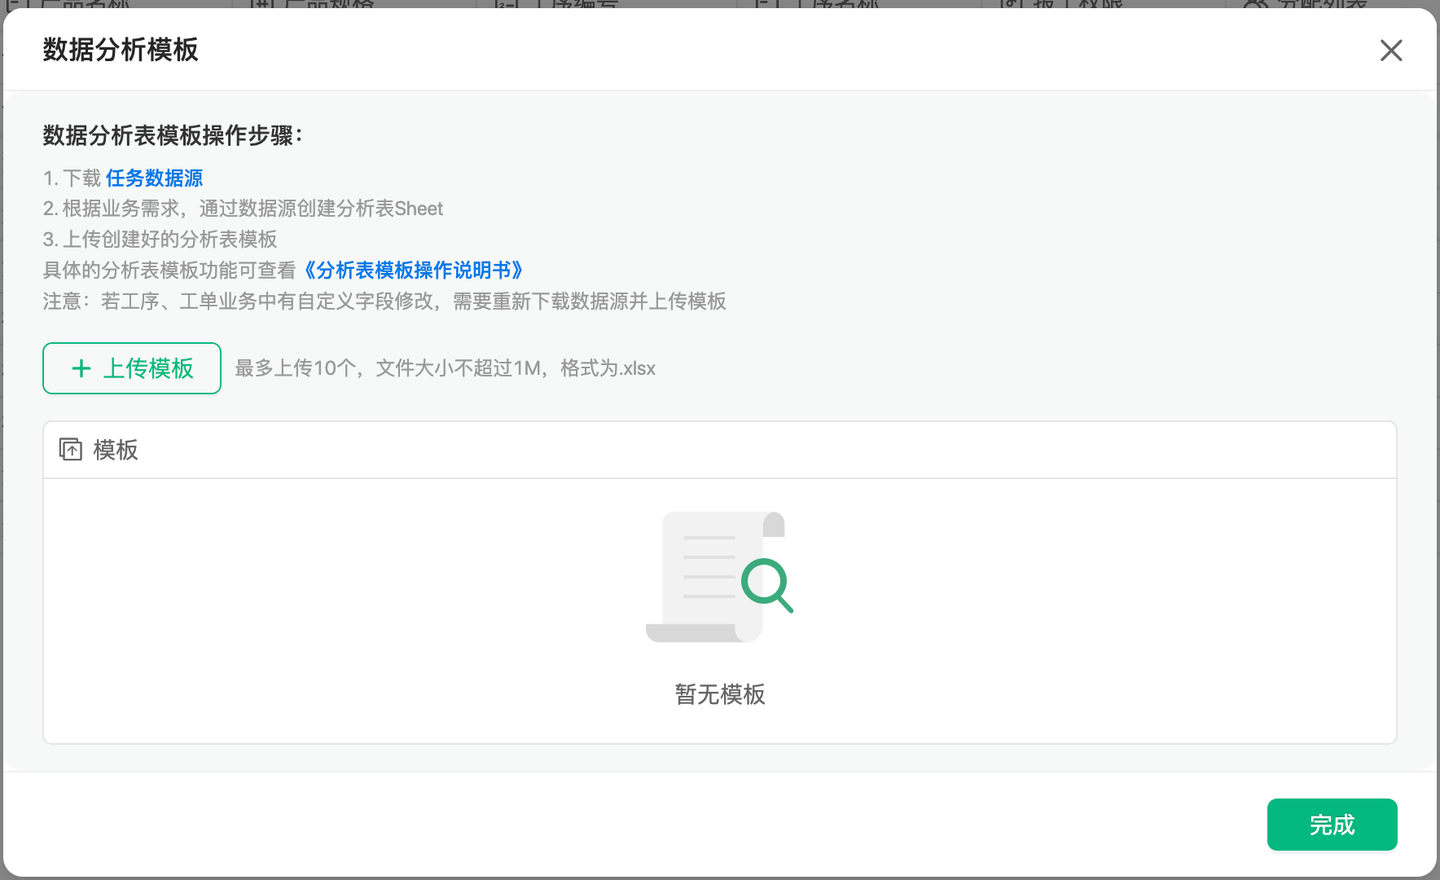 数据分析模板
数据分析表模板操作步骤：
1. 下载 任务数据源
2. 根据业务需求，通过数据源创建分析表Sheet
3. 上传创建好的分析表模板
具体的分析表模板功能可查看《分析表模板操作说明书》
注意：若工序、工单业务中有自定义字段修改，需要重新下载数据源并上传模板
上传模板 最多上传10个，文件大小不超过1M，格式为.xlsx
模板
暂无模板
完成